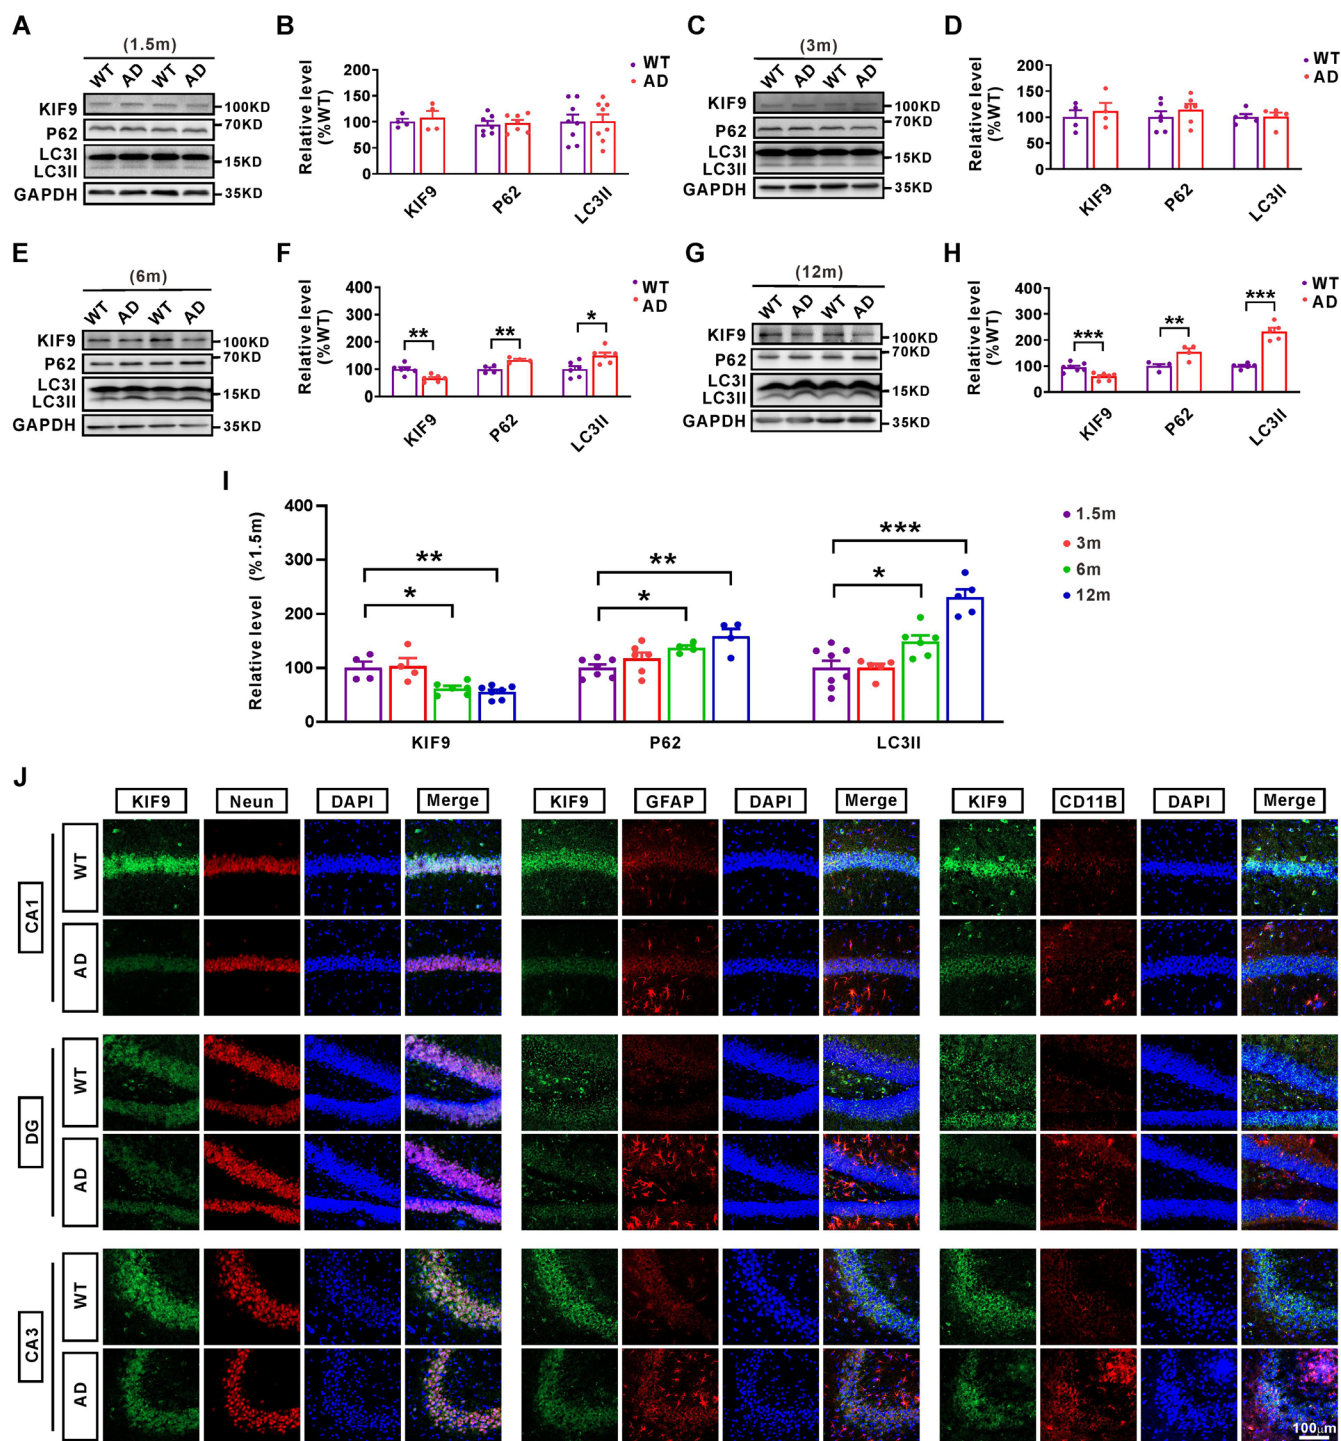 A
(1.5m)
WT AD WT AD
KIF9
100KD
P62
70KD
LC3I
15KD
LC3II
GAPDH
35KD
B
Relative level
(%WT)
200
150
100
50
0
KIF9 P62 LC3II
WT
AD
C
(3m)
WT AD WT AD
KIF9
100KD
P62
70KD
LC3I
15KD
LC3II
GAPDH
35KD
D
Relative level
(%WT)
200
150
100
50
0
KIF9 P62 LC3II
WT
AD
E
(6m)
WT AD WT AD
KIF9
100KD
P62
70KD
LC3I
15KD
LC3II
GAPDH
35KD
F
Relative level
(%WT)
400
300
200
100
0
** ** *
KIF9 P62 LC3II
WT
AD
G
(12m)
WT AD WT AD
KIF9
100KD
P62
70KD
LC3I
15KD
LC3II
GAPDH
35KD
H
Relative level
(%WT)
400
300
200
100
0
*** ** ***
KIF9 P62 LC3II
WT
AD
I
Relative level (%1.5m)
400
300
200
100
0
** ** ***
* * *
KIF9 P62 LC3II
1.5m
3m
6m
12m
J
KIF9 Neun DAPI Merge KIF9 GFAP DAPI Merge KIF9 CD11B DAPI Merge
CA1
WT
AD
DG
WT
AD
CA3
WT
AD
100μm